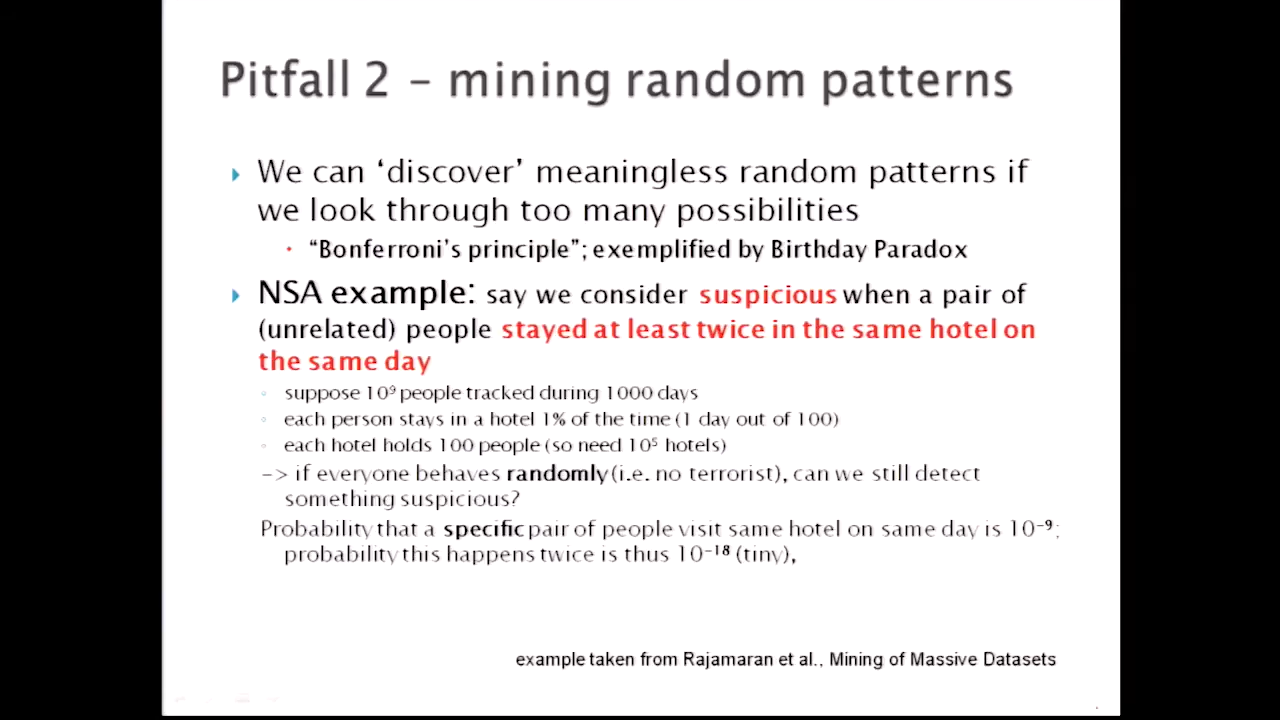 Pitfall 2 – mining random patterns
We can ‘discover’ meaningless random patterns if
we look through too many possibilities
“Bonferroni’s principle”; exemplified by Birthday Paradox
NSA example: say we consider suspicious when a pair of
(unrelated) people stayed at least twice in the same hotel on
the same day
suppose 10⁹ people tracked during 1000 days
each person stays in a hotel 1% of the time (1 day out of 100)
each hotel holds 100 people (so need 10⁵ hotels)
–> if everyone behaves randomly (i.e. no terrorist), can we still detect
something suspicious?
Probability that a specific pair of people visit same hotel on same day is 10⁻⁹;
probability this happens twice is thus 10⁻¹⁸ (tiny),
example taken from Rajamaran et al., Mining of Massive Datasets